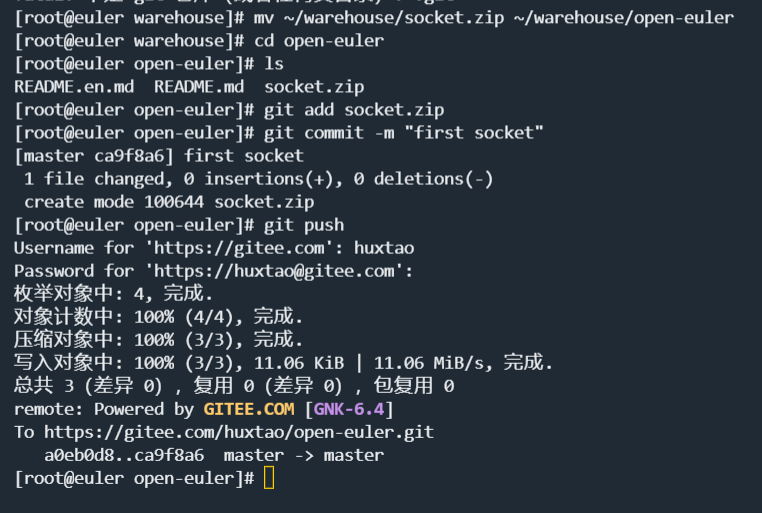 [root@euler warehouse]# mv ~/warehouse/socket.zip ~/warehouse/open-euler
[root@euler warehouse]# cd open-euler
[root@euler open-euler]# ls
README.en.md  README.md  socket.zip
[root@euler open-euler]# git add socket.zip
[root@euler open-euler]# git commit -m "first socket"
[master ca9f8a6] first socket
 1 file changed, 0 insertions(+), 0 deletions(-)
 create mode 100644 socket.zip
[root@euler open-euler]# git push
Username for 'https://gitee.com': huxtao
Password for 'https://huxtao@gitee.com':
枚举对象中: 4, 完成.
对象计数中: 100% (4/4), 完成.
压缩对象中: 100% (3/3), 完成.
写入对象中: 100% (3/3), 11.06 KiB | 11.06 MiB/s, 完成.
总共 3 (差异 0) , 复用 0 (差异 0) , 包复用 0
remote: Powered by GITEE.COM [GNK-6.4]
To https://gitee.com/huxtao/open-euler.git
   a0eb0d8..ca9f8a6  master -> master
[root@euler open-euler]#